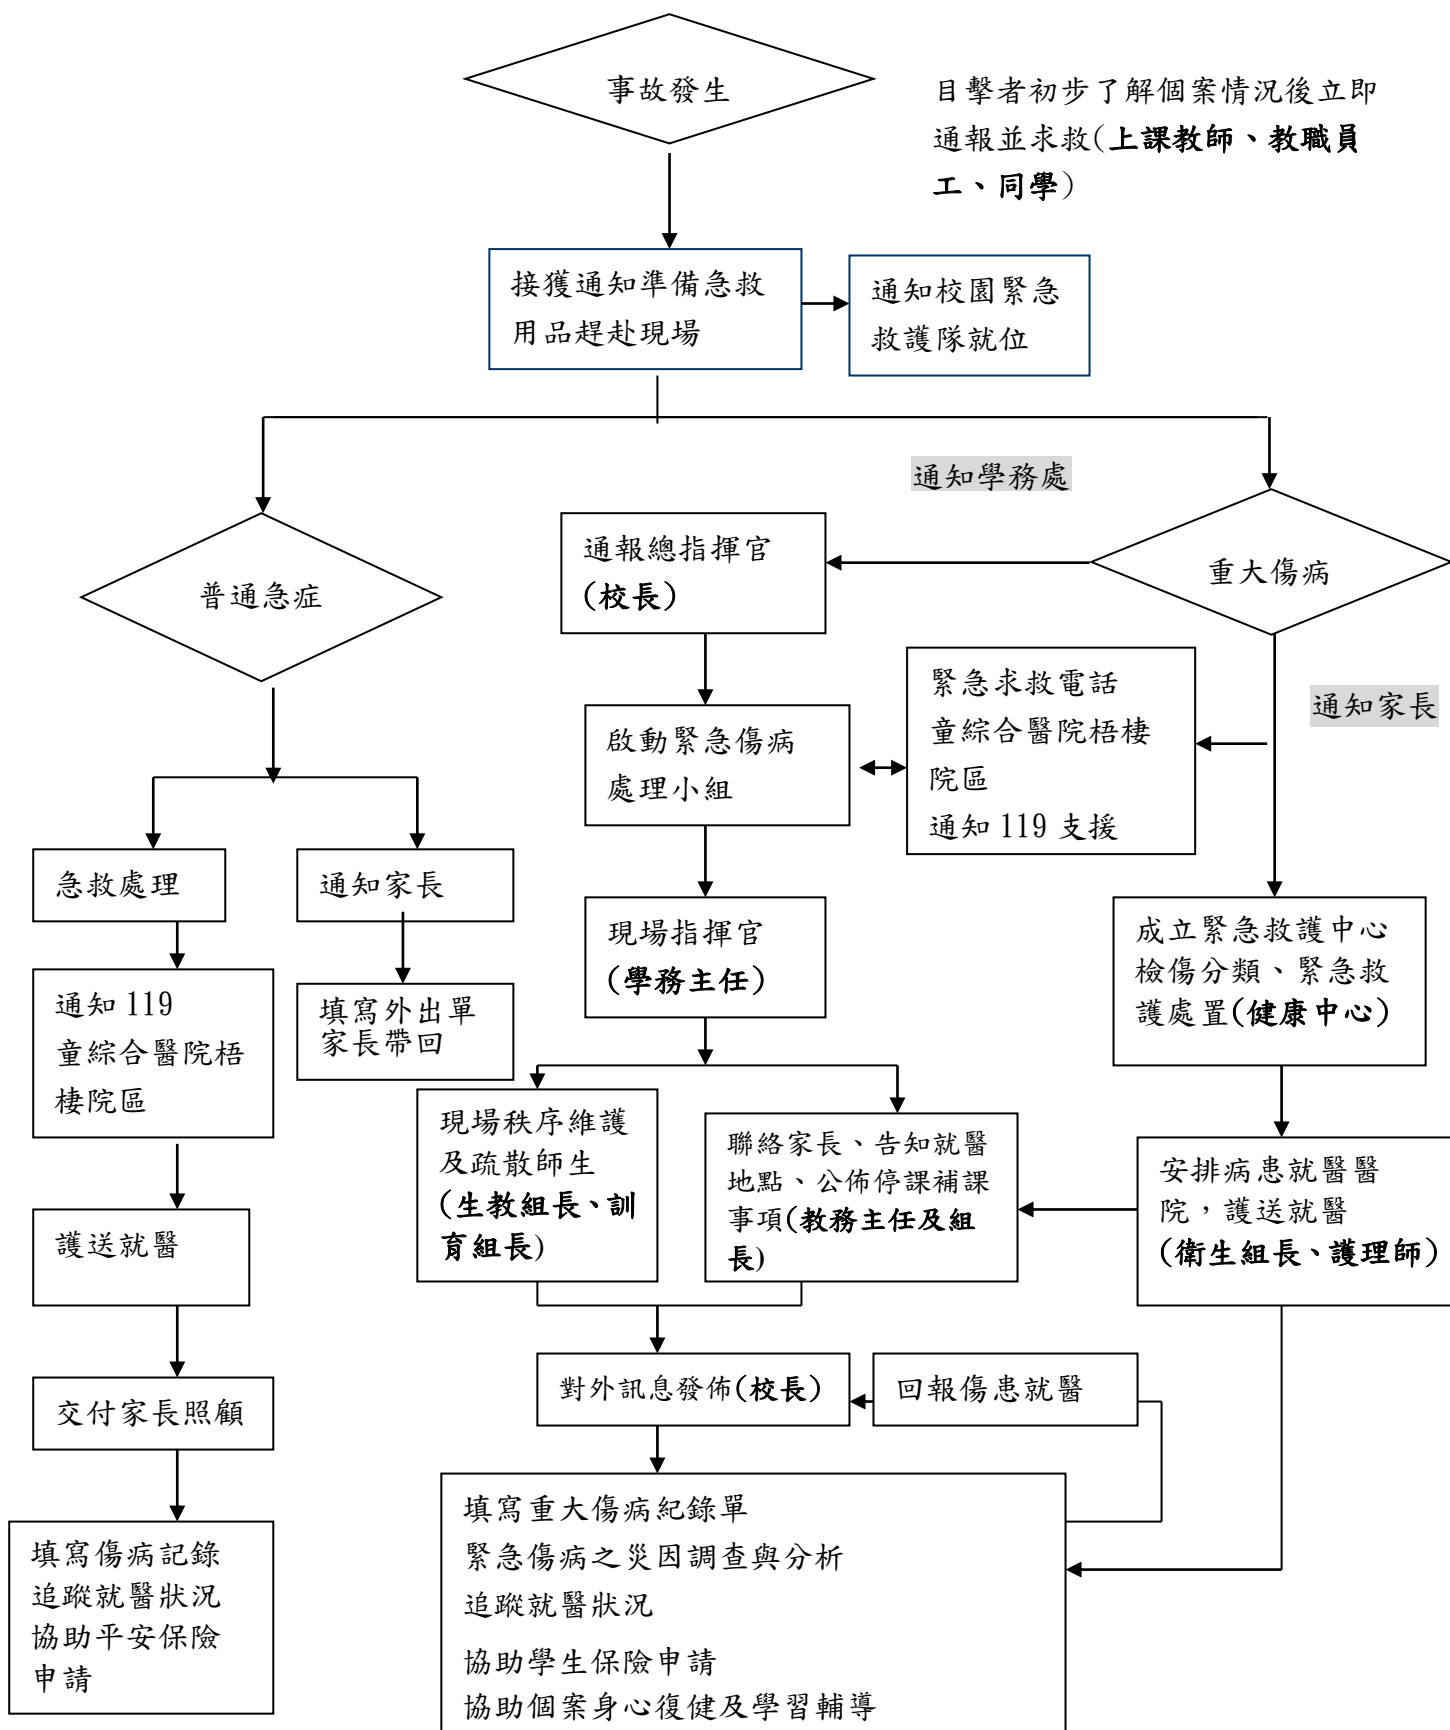 事故發生
目擊者初步了解個案情況後立即
通報並求救(上課教師、教職員
工、同學)
接獲通知準備急救
用品趕赴現場
通知校園緊急
救護隊就位
通知學務處
通報總指揮官
(校長)
重大傷病
普通急症
緊急求救電話
童綜合醫院梧棲
院區
通知 119 支援
通知家長
啟動緊急傷病
處理小組
急救處理
通知家長
現場指揮官
(學務主任)
成立緊急救護中心
檢傷分類、緊急救
護處置(健康中心)
通知 119
童綜合醫院梧
棲院區
填寫外出單
家長帶回
現場秩序維護
及疏散師生
(生教組長、訓
育組長)
聯絡家長、告知就醫
地點、公佈停課補課
事項(教務主任及組
長)
安排病患就醫醫
院，護送就醫
(衛生組長、護理師)
護送就醫
對外訊息發佈(校長)
回報傷患就醫
交付家長照顧
填寫重大傷病紀錄單
緊急傷病之災因調查與分析
追蹤就醫狀況
協助學生保險申請
協助個案身心復健及學習輔導
填寫傷病記錄
追蹤就醫狀況
協助平安保險
申請